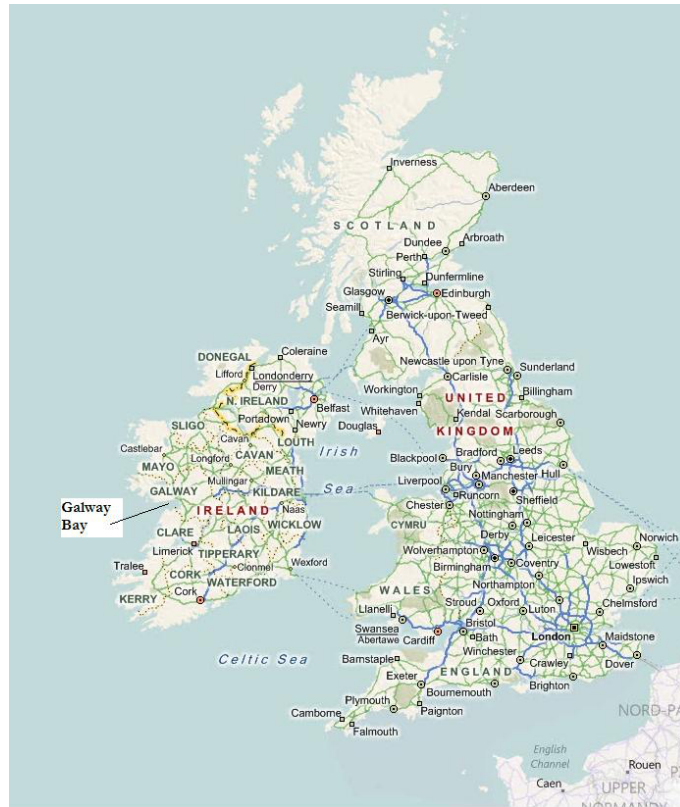 Inverness
Aberdeen
SCOTLAND
Dundee
Arbroath
Perth
Stirling
Dunfermline
Glasgow
Edinburgh
Seamill
Berwick-upon-Tweed
Ayr
Coleraine
DONEGAL
Lifford
Londonderry
Derry
Newcastle upon Tyne
Sunderland
Carlisle
N. IRELAND
Belfast
Workington
UNITED
Billingham
Portadown
Whitehaven
Kendal
Scarborough
SLIGO
Newry
Douglas
KINGDOM
Cavan
LOUTH
Castlebar
Longford
CAVAN
Irish
Blackpool
Bradford
Leeds
MAYO
MEATH
Bury
Hull
Mullingar
Manchester
GALWAY
KILDARE
Sea
Liverpool
Runcorn
Sheffield
Galway
Bay
IRELAND
Naas
Chester
Nottingham
CLARE
LAOIS
WICKLOW
CYMRU
Derby
Norwich
Limerick
Wolverhampton
Leicester
Wisbech
TIPPERARY
Lowestoft
Tralee
Clonmel
Wexford
Birmingham
Coventry
CORK
WATERFORD
Northampton
Ipswich
KERRY
Cork
WALES
Llanelli
Stroud
Oxford
Luton
Chelmsford
Swansea
Abertawe
Cardiff
Bristol
London
Bath
Maidstone
Celtic Sea
Barnstaple
Winchester
Crawley
Dover
Exeter
ENGLAND
Bournemouth
Brighton
Plymouth
Paignton
Camborne
Falmouth
NORD-PA
English
Channel
Rouen
Caen
UPPER
NORMANDY